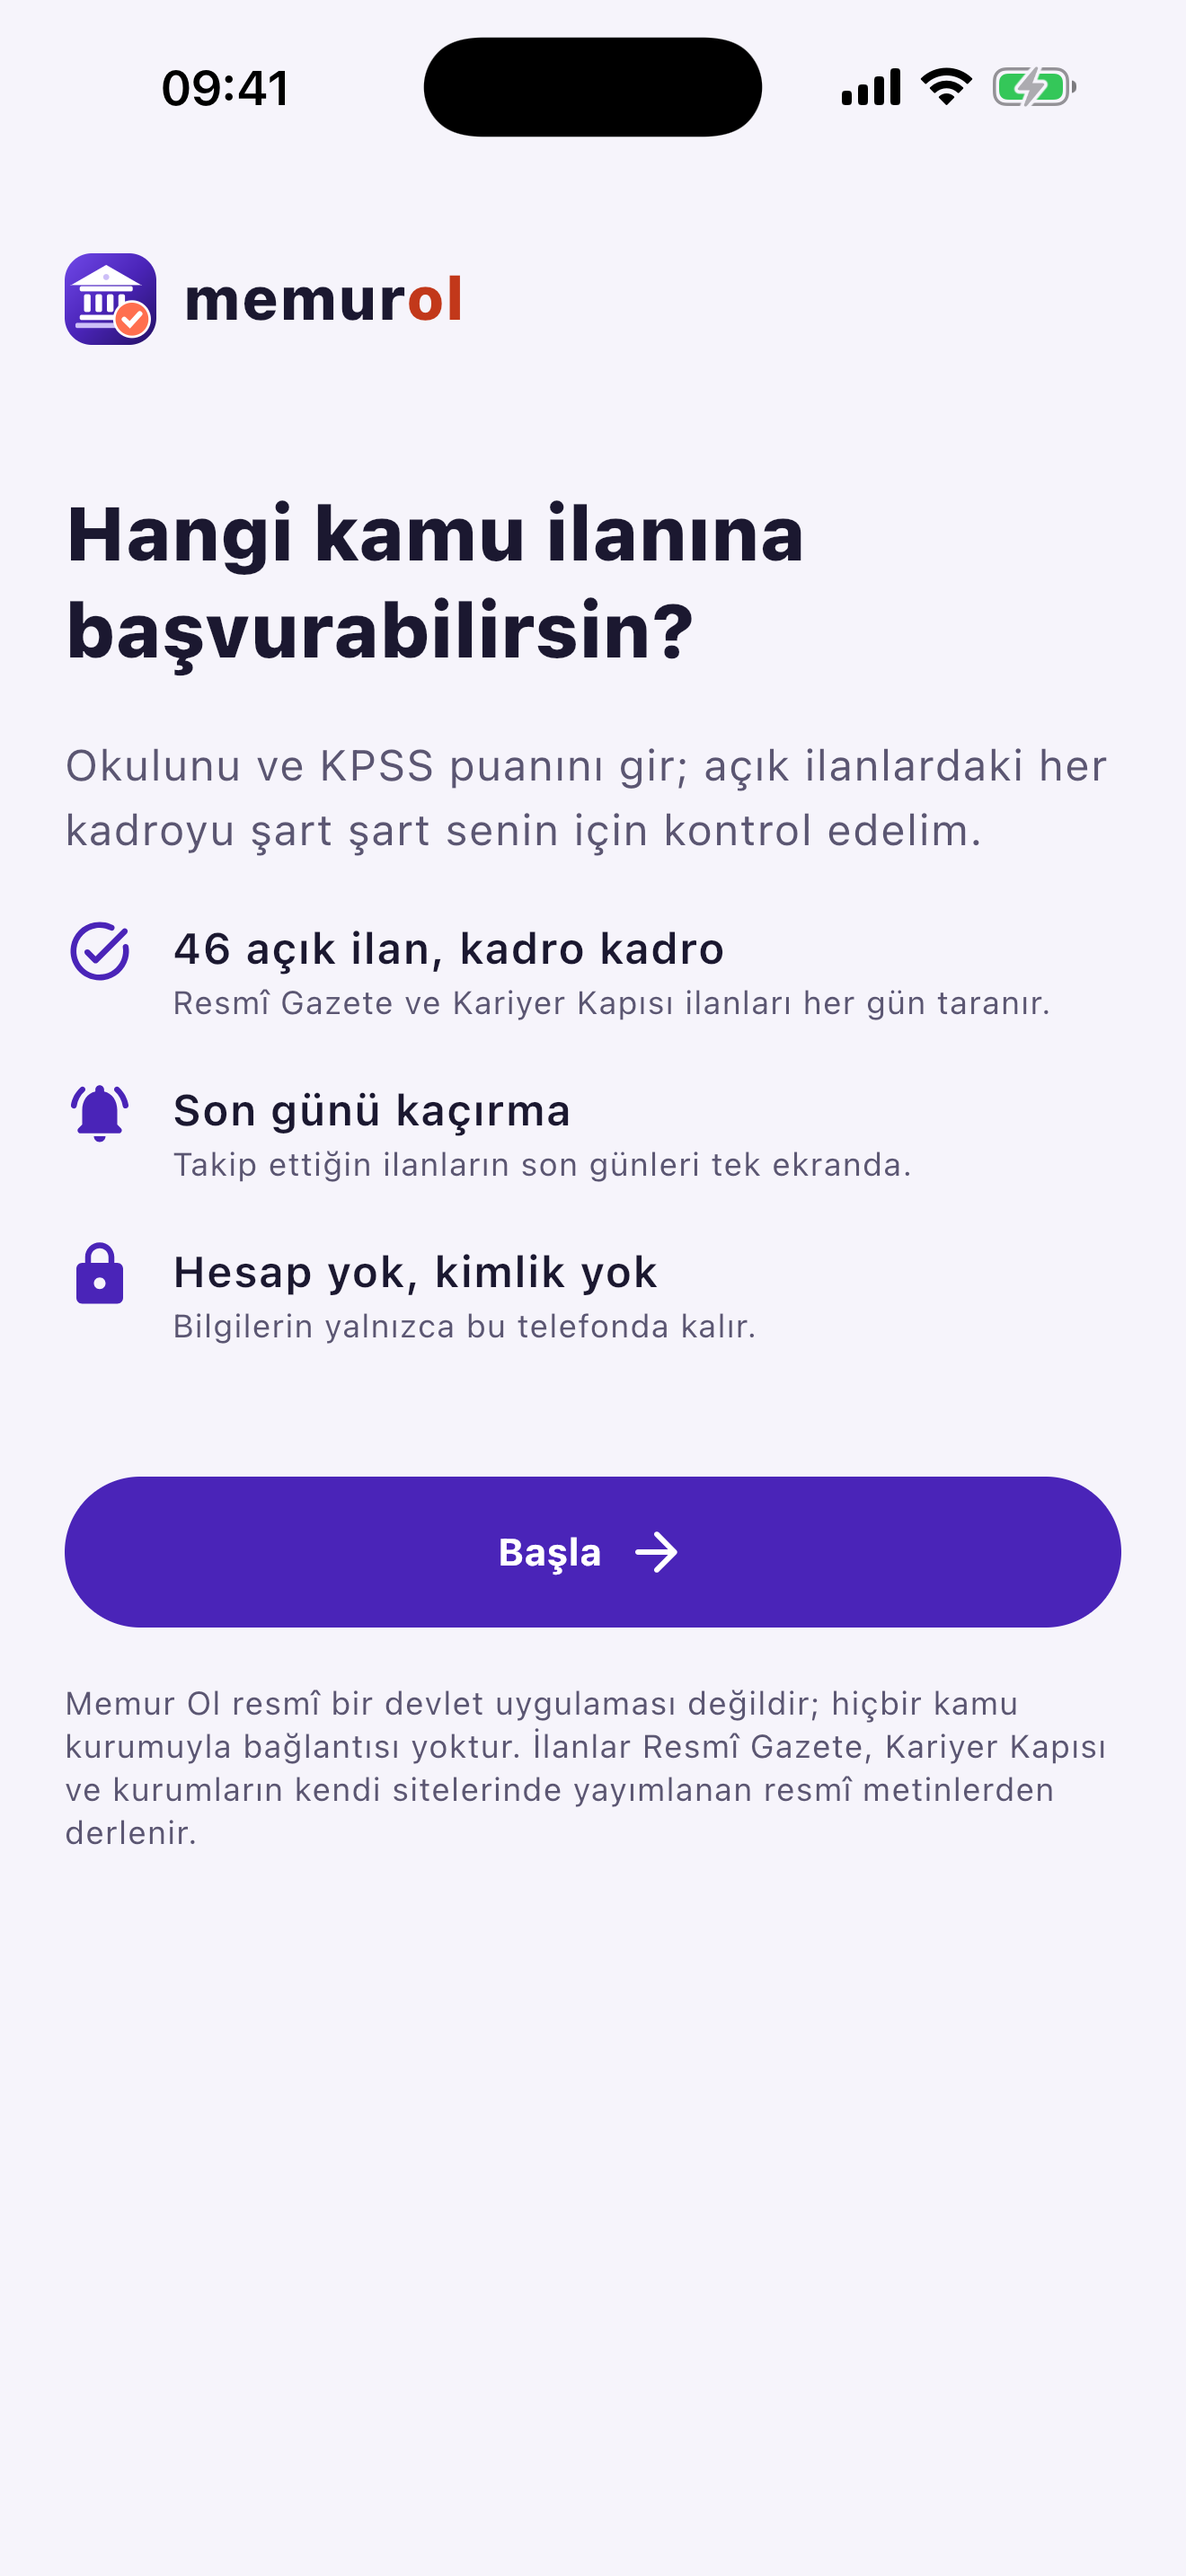 09:41
memurol
Hangi kamu ilanına
başvurabilirsin?
Okulunu ve KPSS puanını gir; açık ilanlardaki her
kadroyu şart şart senin için kontrol edelim.
46 açık ilan, kadro kadro
Resmî Gazete ve Kariyer Kapısı ilanları her gün taranır.
Son günü kaçırma
Takip ettiğin ilanların son günleri tek ekranda.
Hesap yok, kimlik yok
Bilgilerin yalnızca bu telefonda kalır.
Başla
Memur Ol resmî bir devlet uygulaması değildir; hiçbir kamu
kurumuyla bağlantısı yoktur. İlanlar Resmî Gazete, Kariyer Kapısı
ve kurumların kendi sitelerinde yayımlanan resmî metinlerden
derlenir.